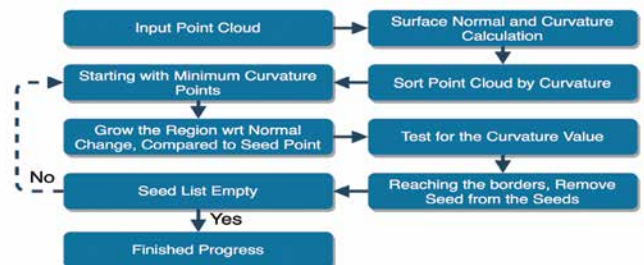 Input Point Cloud
Surface Normal and Curvature
Calculation
Sort Point Cloud by Curvature
Starting with Minimum Curvature
Points
Grow the Region wrt Normal
Change, Compared to Seed Point
Test for the Curvature Value
Reaching the borders, Remove
Seed from the Seeds
Seed List Empty
No
Yes
Finished Progress